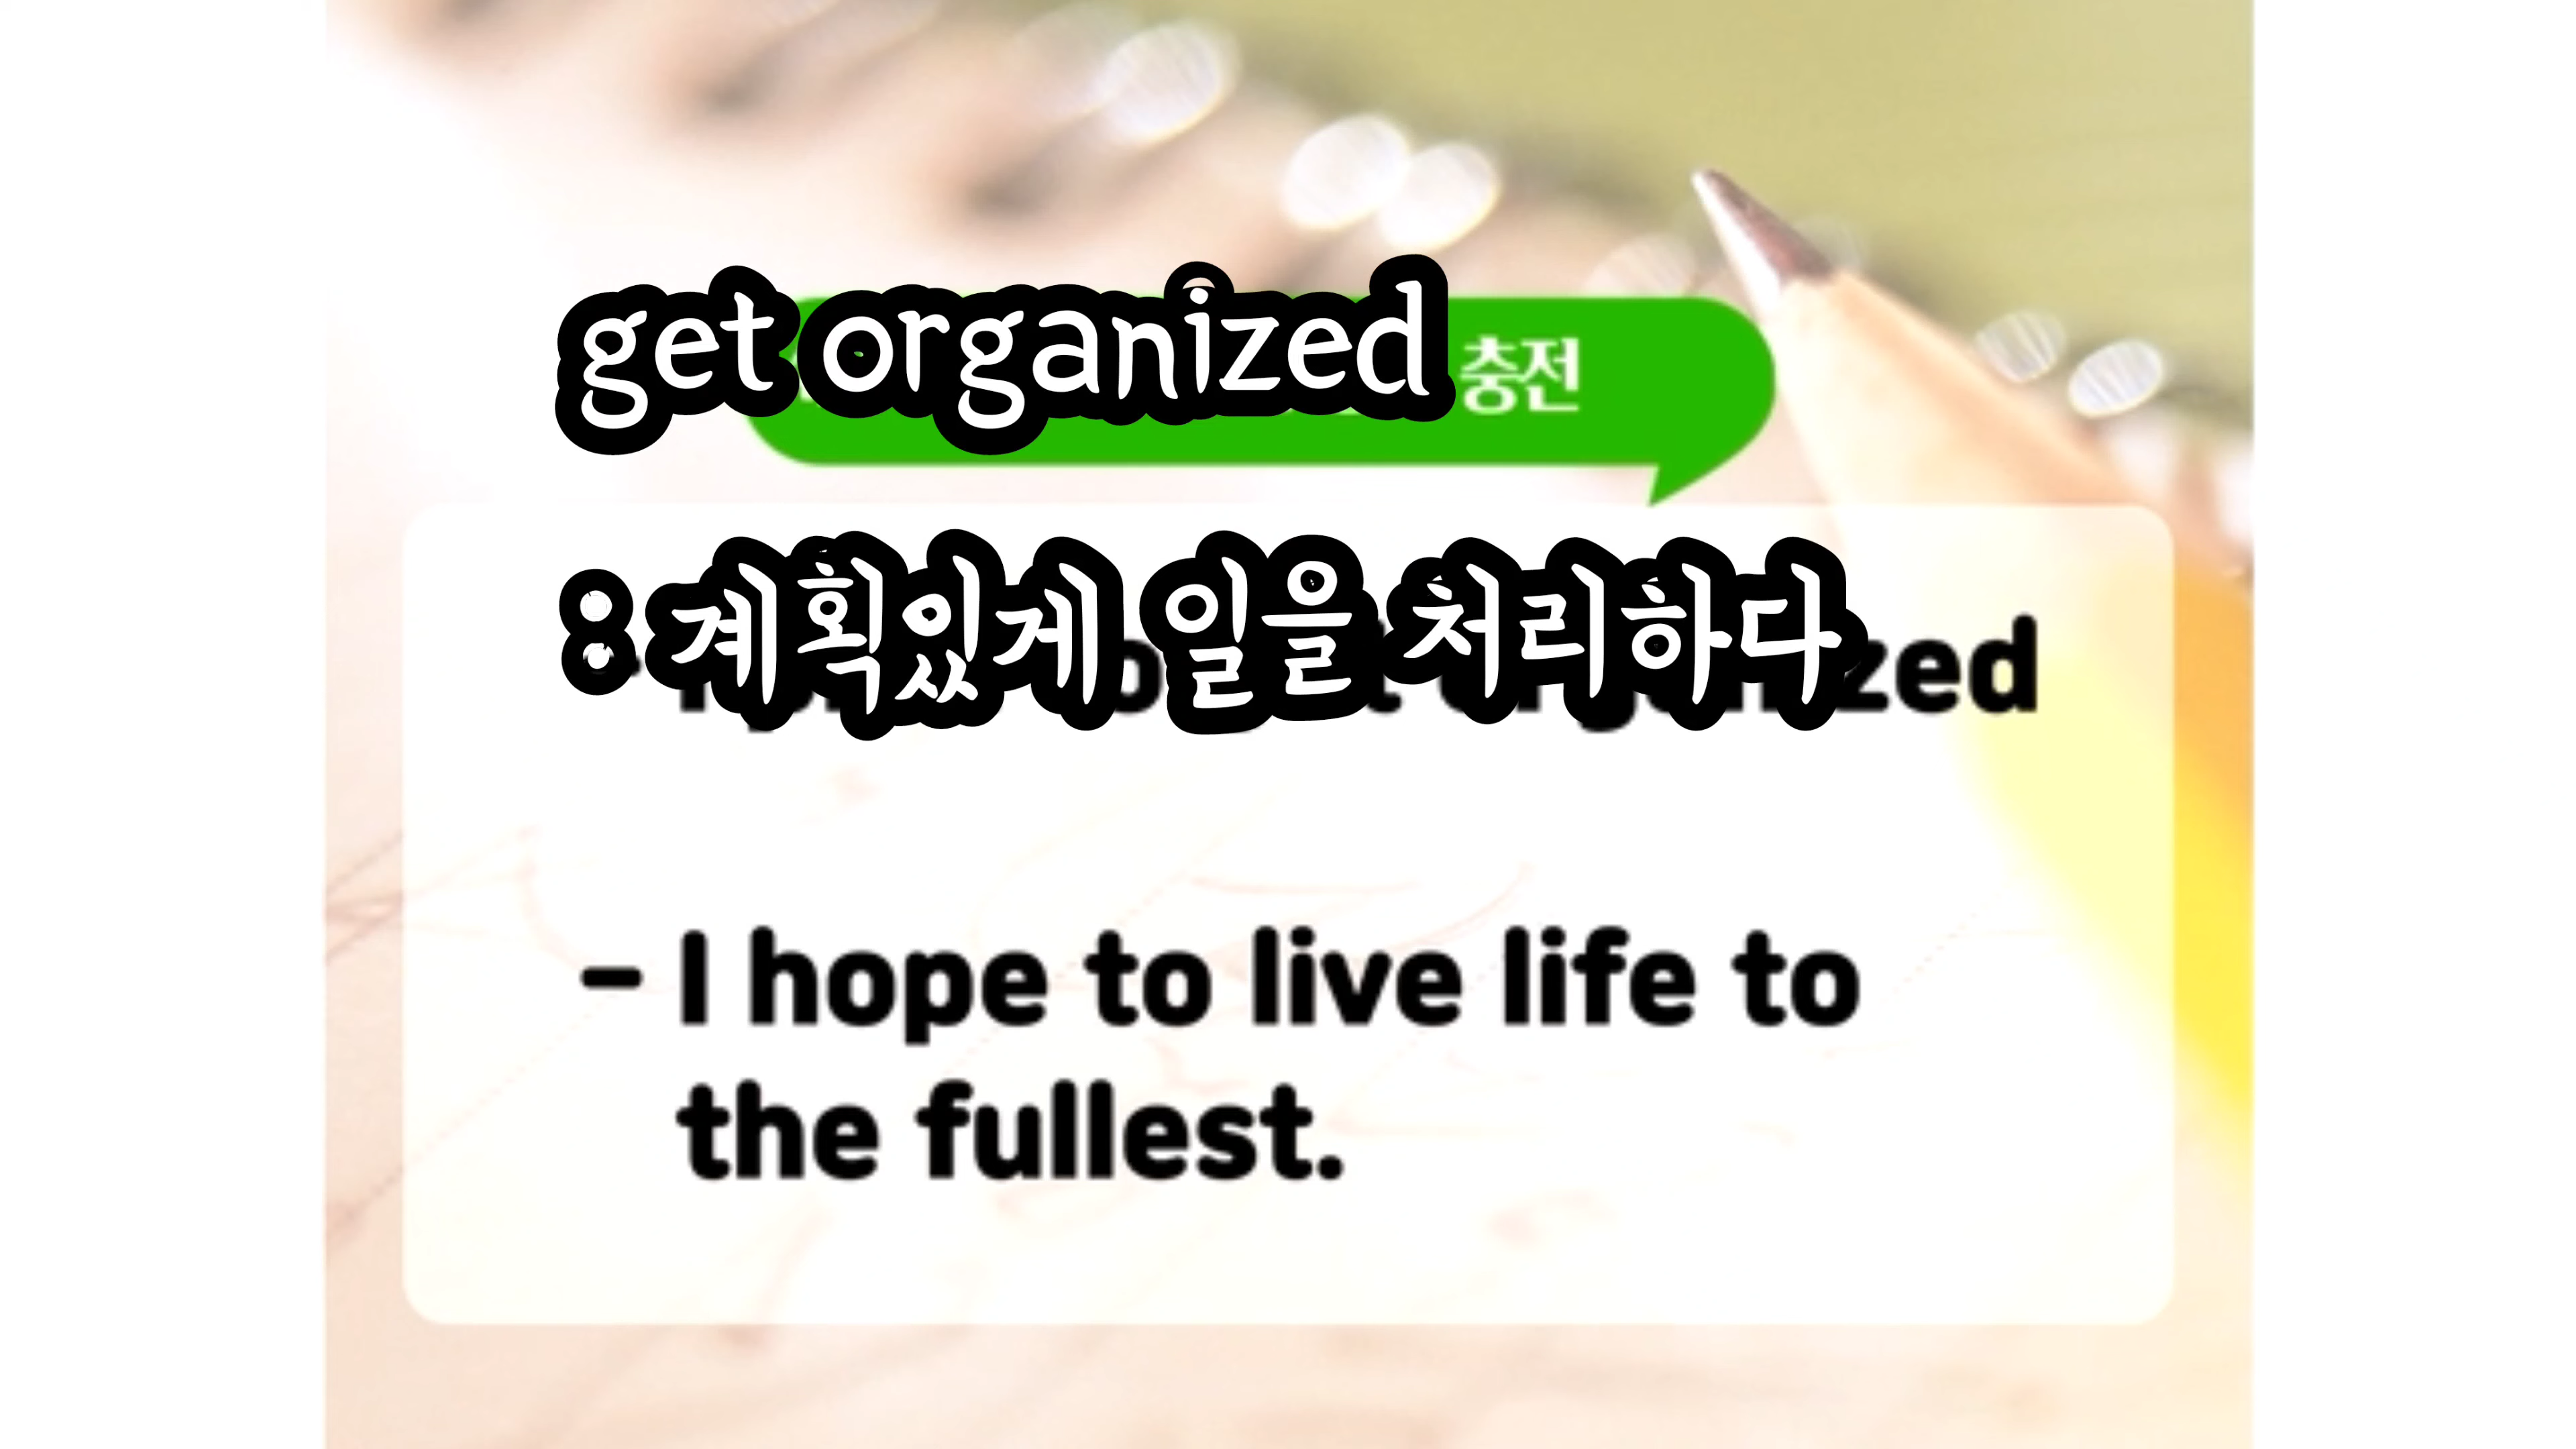 get organized
충전
: 계획있게 일을 처리하다
- I hope to live life to
the fullest.